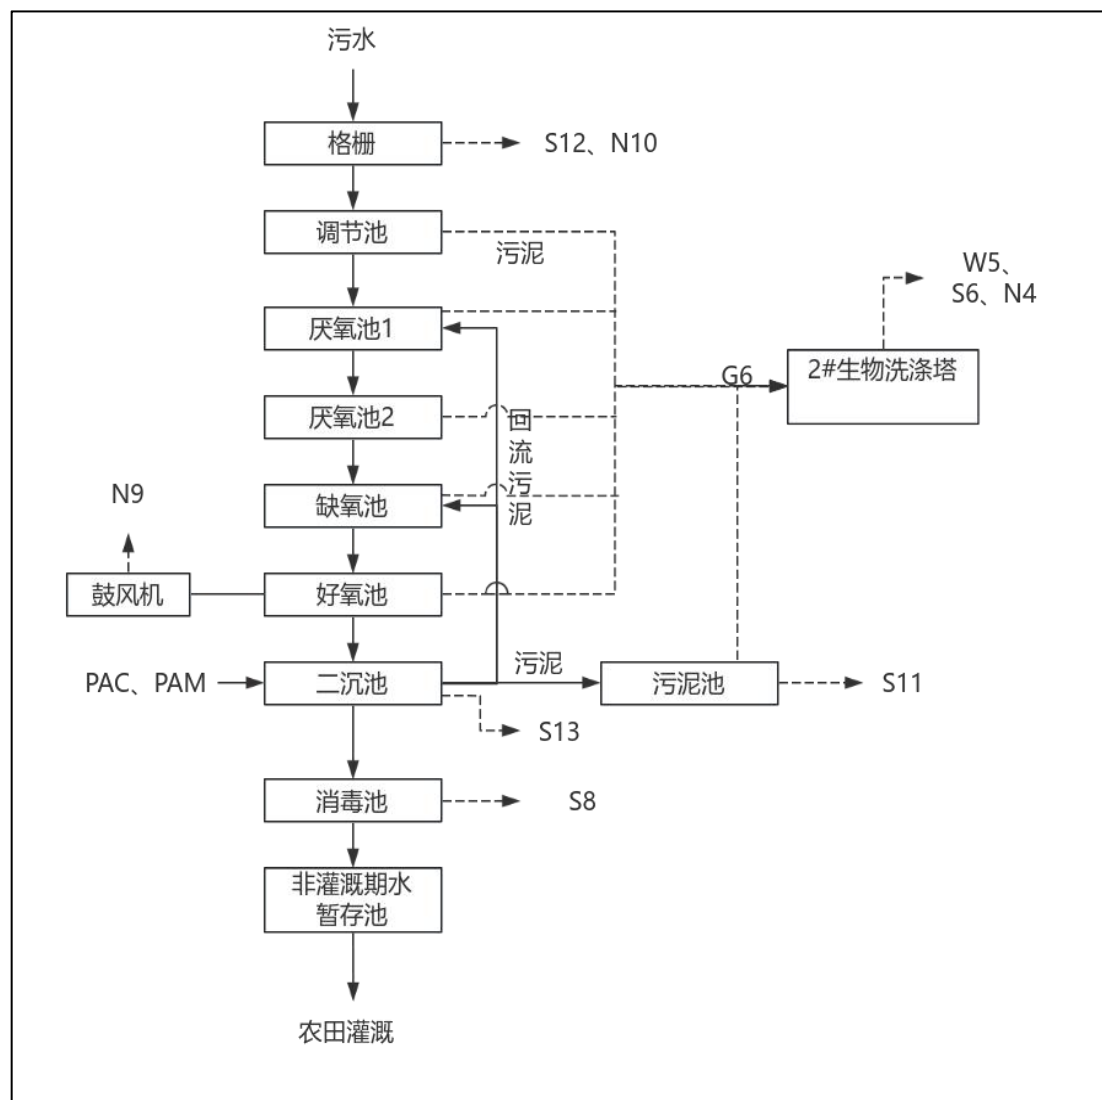 污水
格栅
S12、N10
调节池
污泥
W5、
S6、N4
厌氧池1
G6
2#生物洗涤塔
厌氧池2
回流污泥
N9
缺氧池
鼓风机
好氧池
PAC、PAM
二沉池
污泥
污泥池
S11
S13
消毒池
S8
非灌溉期水
暂存池
农田灌溉